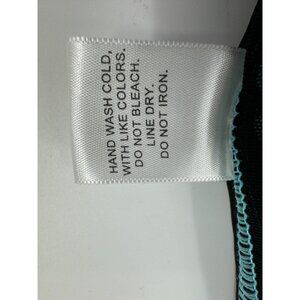 HAND WASH COLD,
WITH LIKE COLORS.
DO NOT BLEACH.
LINE DRY.
DO NOT IRON.